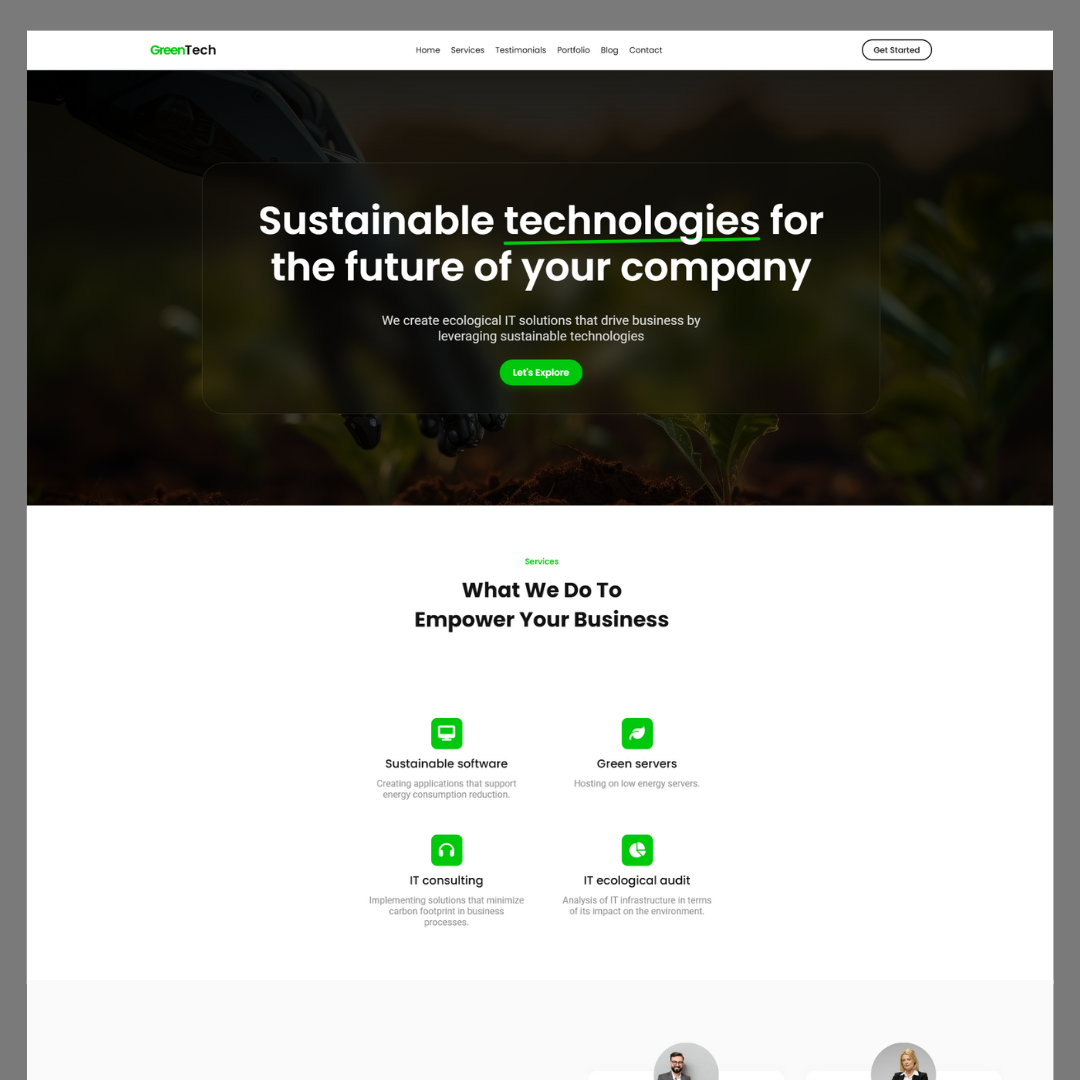 GreenTech
Home Services Testimonials Portfolio Blog Contact
Get Started
Sustainable technologies for
the future of your company
We create ecological IT solutions that drive business by
leveraging sustainable technologies
Let's Explore
Services
What We Do To
Empower Your Business
Sustainable software
Creating applications that support
energy consumption reduction.
Green servers
Hosting on low energy servers.
IT consulting
Implementing solutions that minimize
carbon footprint in business
processes.
IT ecological audit
Analysis of IT infrastructure in terms
of its impact on the environment.